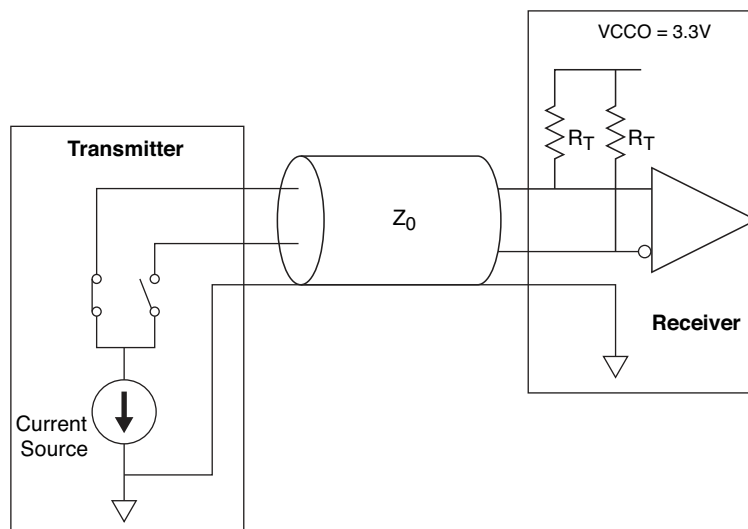 VCCO = 3.3V
R_T R_T
Transmitter
Z_0
Receiver
Current
Source